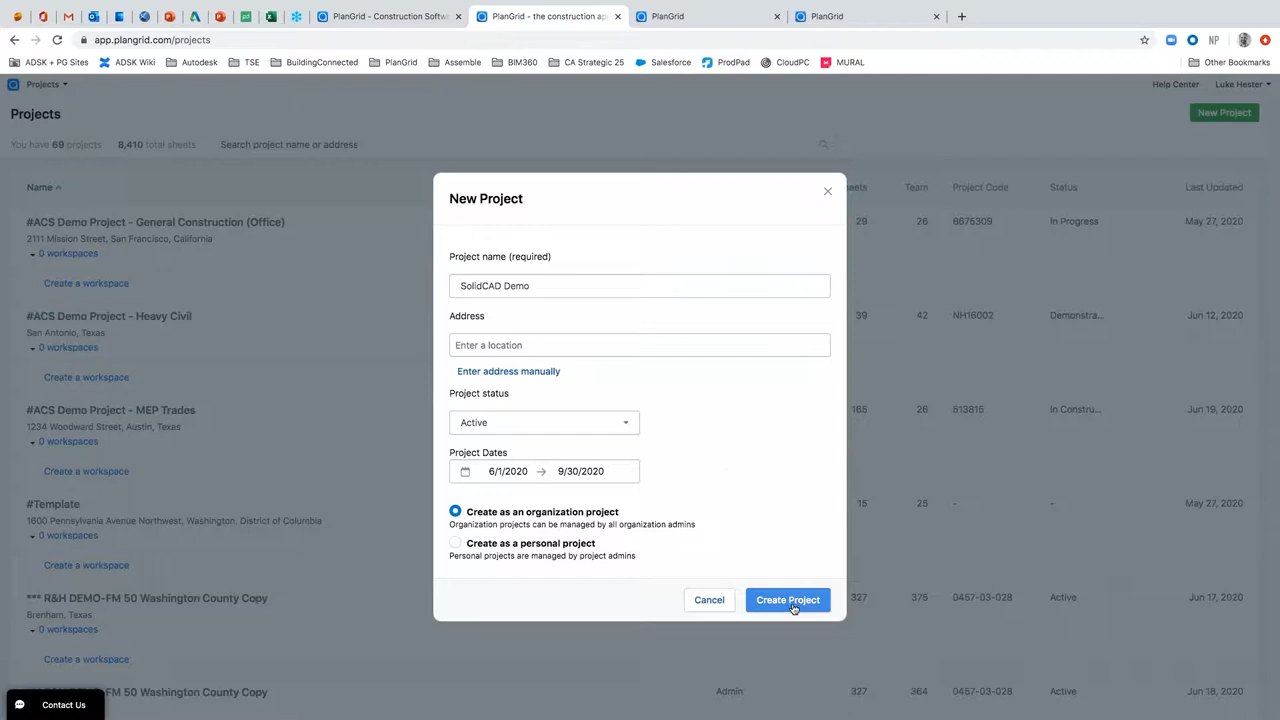 PlanGrid - Construction Softw
PlanGrid - the construction ap
PlanGrid
PlanGrid
app.plangrid.com/projects
NP
ADSK + PG Sites
ADSK Wiki
Autodesk
TSE
BuildingConnected
PlanGrid
Assemble
BIM360
CA Strategic 25
Salesforce
ProdPad
CloudPC
MURAL
Other Bookmarks
Projects
Help Center
Luke Hester
Projects
New Project
You have 69 projects
8,410 total sheets
Search project name or address
Name
eets
Team
Project Code
Status
Last Updated
#ACS Demo Project - General Construction (Office)
29
26
6675309
In Progress
May 27, 2020
2111 Mission Street, San Francisco, California
0 workspaces
Create a workspace
#ACS Demo Project - Heavy Civil
39
42
NH16002
Demonstra...
Jun 12, 2020
San Antonio, Texas
0 workspaces
Create a workspace
#ACS Demo Project - MEP Trades
165
26
513815
In Constru...
Jun 19, 2020
1234 Woodward Street, Austin, Texas
0 workspaces
Create a workspace
#Template
15
25
-
-
May 27, 2020
1600 Pennsylvania Avenue Northwest, Washington, District of Columbia
0 workspaces
Create a workspace
*** R&H DEMO-FM 50 Washington County Copy
327
375
0457-03-028
Active
Jun 17, 2020
Brenham, Texas
0 workspaces
Create a workspace
FM 50 Washington County Copy
Admin
327
364
0457-03-028
Active
Jun 18, 2020
Contact Us
New Project
Project name (required)
SolidCAD Demo
Address
Enter a location
Enter address manually
Project status
Active
Project Dates
6/1/2020 → 9/30/2020
Create as an organization project
Organization projects can be managed by all organization admins
Create as a personal project
Personal projects are managed by project admins
Cancel
Create Project